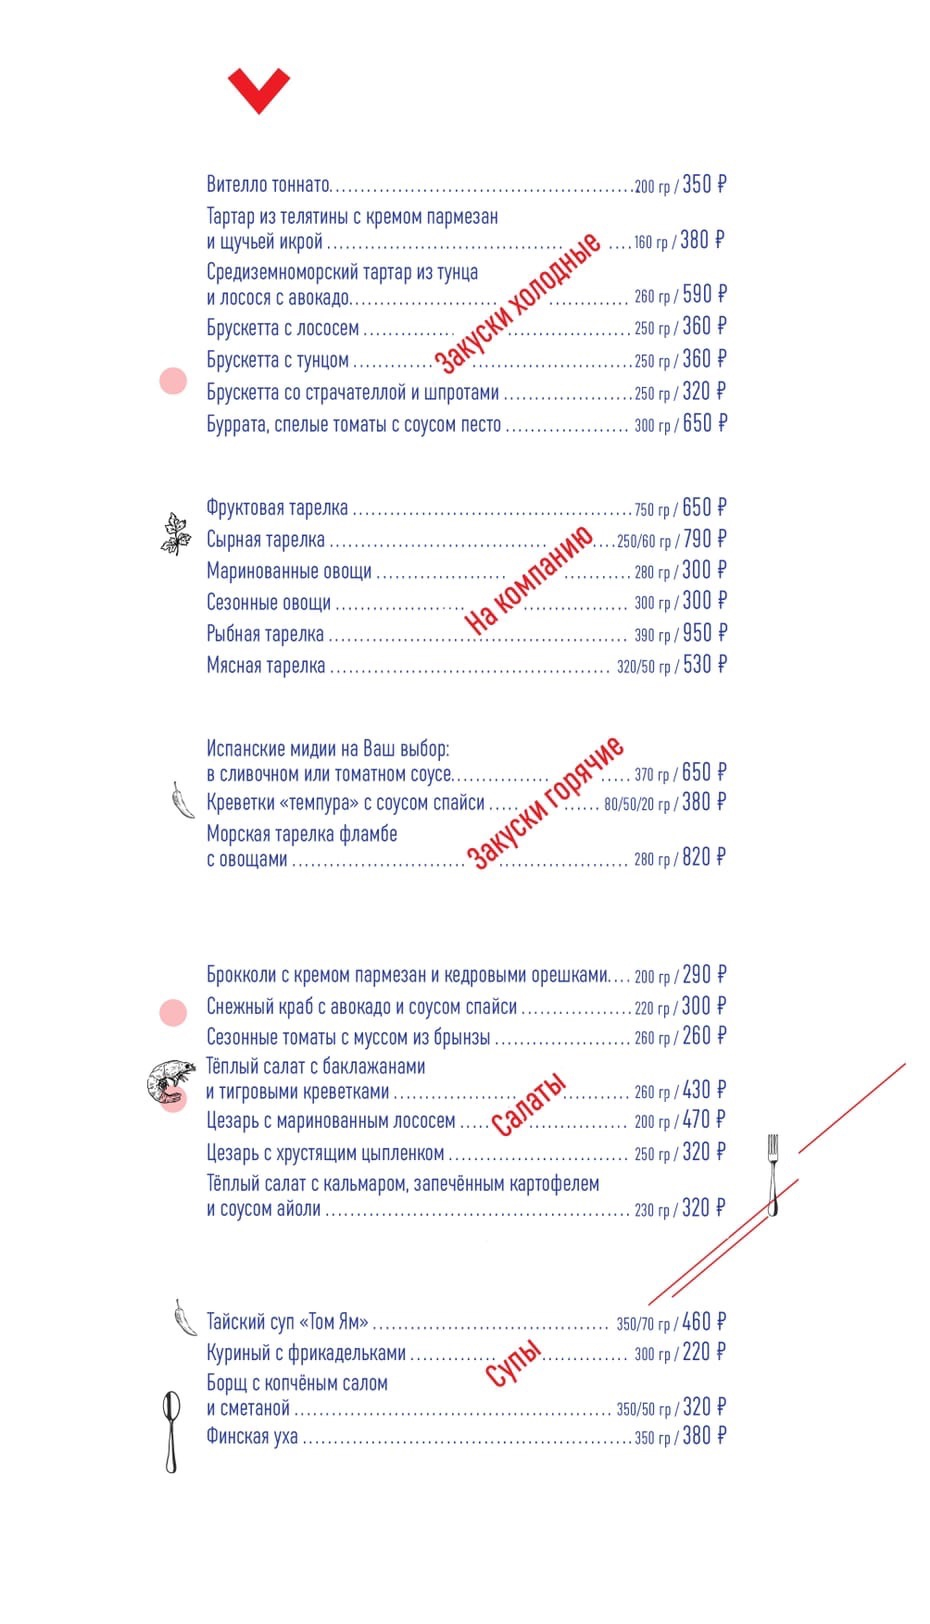 Закуски холодные
Вителло тоннато.....200 гр / 350 ₽
Тартар из телятины с кремом пармезан
и щучьей икрой.....160 гр / 380 ₽
Средиземноморский тартар из тунца
и лосося с авокадо.....260 гр / 590 ₽
Брускетта с лососем.....250 гр / 360 ₽
Брускетта с тунцом.....250 гр / 360 ₽
Брускетта со страчателлой и шпротами.....250 гр / 320 ₽
Буррата, спелые томаты с соусом песто.....300 гр / 650 ₽
На компанию
Фруктовая тарелка.....750 гр / 650 ₽
Сырная тарелка.....250/60 гр / 790 ₽
Маринованные овощи.....280 гр / 300 ₽
Сезонные овощи.....300 гр / 300 ₽
Рыбная тарелка.....390 гр / 950 ₽
Мясная тарелка.....320/50 гр / 530 ₽
Закуски горячие
Испанские мидии на Ваш выбор:
в сливочном или томатном соусе.....370 гр / 650 ₽
Креветки «темпура» с соусом спайси.....80/50/20 гр / 380 ₽
Морская тарелка фламбе
с овощами.....280 гр / 820 ₽
Салаты
Брокколи с кремом пармезан и кедровыми орешками.....200 гр / 290 ₽
Снежный краб с авокадо и соусом спайси.....220 гр / 300 ₽
Сезонные томаты с муссом из брынзы.....260 гр / 260 ₽
Тёплый салат с баклажанами
и тигровыми креветками.....260 гр / 430 ₽
Цезарь с маринованным лососем.....200 гр / 470 ₽
Цезарь с хрустящим цыпленком.....250 гр / 320 ₽
Тёплый салат с кальмаром, запечённым картофелем
и соусом айоли.....230 гр / 320 ₽
Супы
Тайский суп «Том Ям».....350/70 гр / 460 ₽
Куриный с фрикадельками.....300 гр / 220 ₽
Борщ с копчёным салом
и сметаной.....350/50 гр / 320 ₽
Финская уха.....350 гр / 380 ₽